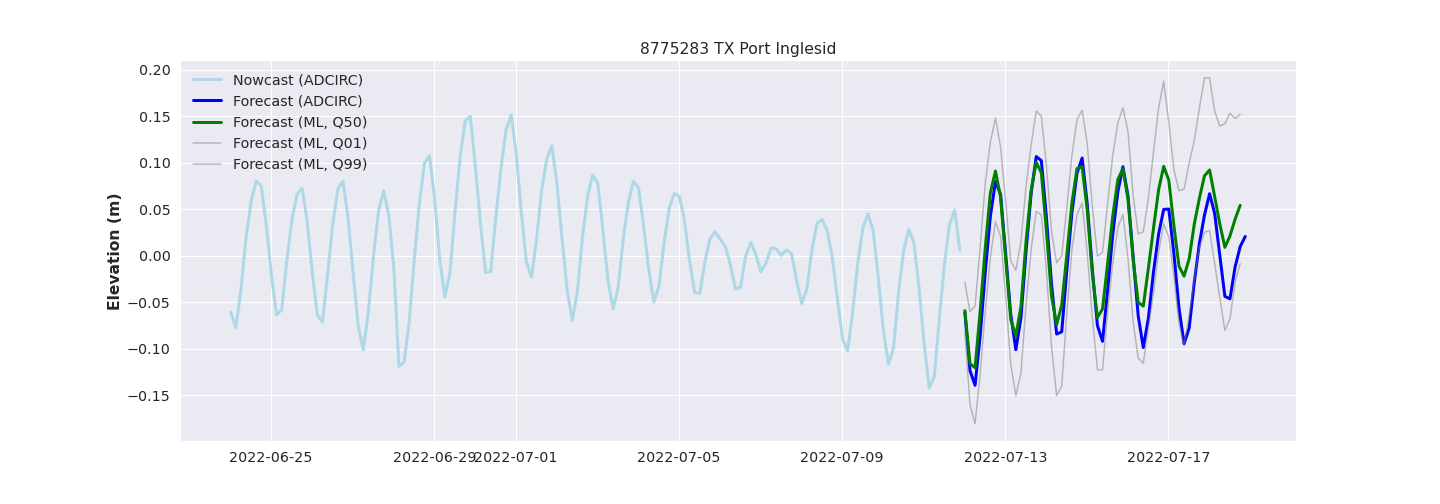 8775283 TX Port Inglesid
Nowcast (ADCIRC)
Forecast (ADCIRC)
Forecast (ML, Q50)
Forecast (ML, Q01)
Forecast (ML, Q99)
Elevation (m)
0.20
0.15
0.10
0.05
0.00
−0.05
−0.10
−0.15
2022-06-25
2022-06-29
2022-07-01
2022-07-05
2022-07-09
2022-07-13
2022-07-17